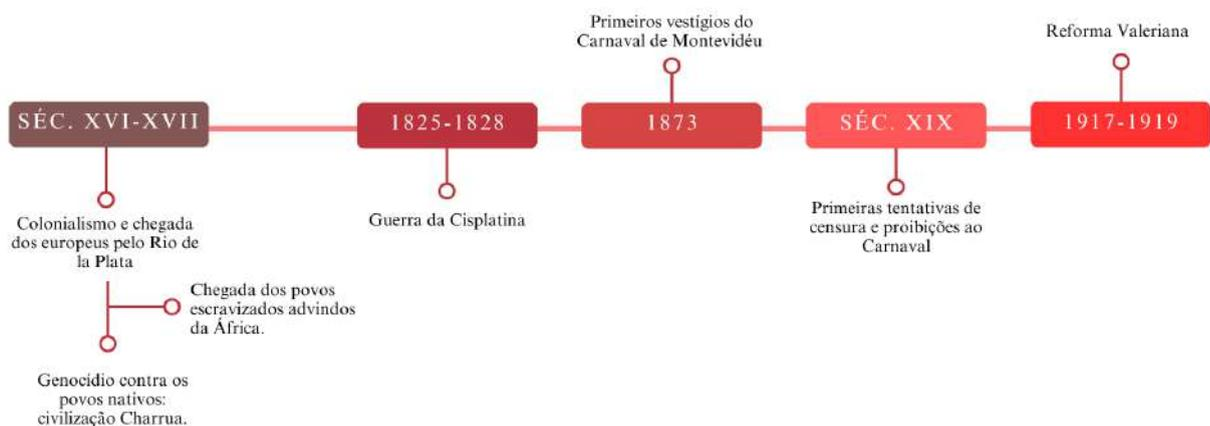 Primeiros vestígios do
Carnaval de Montevidéu
Reforma Valeriana
SÉC. XVI-XVII
1825-1828
1873
SÉC. XIX
1917-1919
Colonialismo e chegada
dos europeus pelo Rio de
la Plata
Guerra da Cisplatina
Primeiras tentativas de
censura e proibições ao
Carnaval
Chegada dos povos
escravizados advindos
da África.
Genocídio contra os
povos nativos:
civilização Charrua.